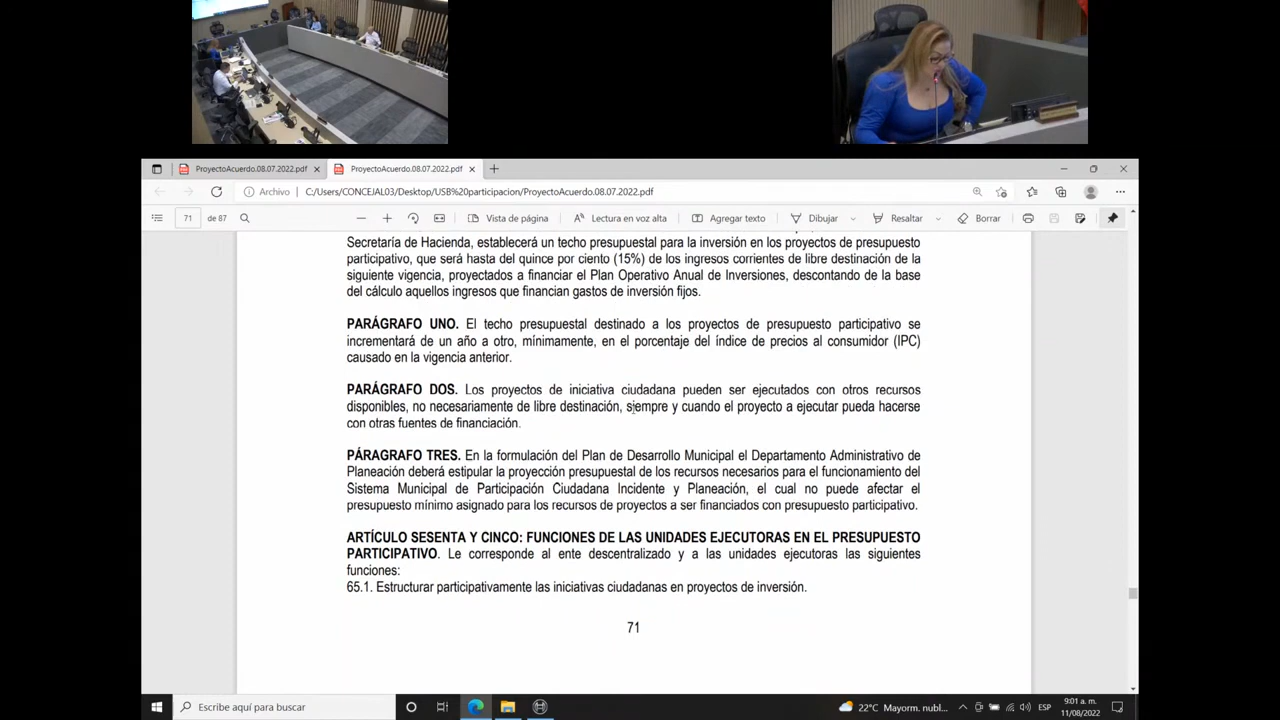 ProyectoAcuerdo.08.07.2022.pdf
ProyectoAcuerdo.08.07.2022.pdf
Archivo
C:/Users/CONCEJAL03/Desktop/USB%20participacion/ProyectoAcuerdo.08.07.2022.pdf
71 de 87
Vista de página
Lectura en voz alta
Agregar texto
Dibujar
Resaltar
Borrar
Secretaría de Hacienda, establecerá un techo presupuestal para la inversión en los proyectos de presupuesto
participativo, que será hasta del quince por ciento (15%) de los ingresos corrientes de libre destinación de la
siguiente vigencia, proyectados a financiar el Plan Operativo Anual de Inversiones, descontando de la base
del cálculo aquellos ingresos que financian gastos de inversión fijos.
PARÁGRAFO UNO. El techo presupuestal destinado a los proyectos de presupuesto participativo se
incrementará de un año a otro, mínimamente, en el porcentaje del índice de precios al consumidor (IPC)
causado en la vigencia anterior.
PARÁGRAFO DOS. Los proyectos de iniciativa ciudadana pueden ser ejecutados con otros recursos
disponibles, no necesariamente de libre destinación, siempre y cuando el proyecto a ejecutar pueda hacerse
con otras fuentes de financiación.
PÁRAGRAFO TRES. En la formulación del Plan de Desarrollo Municipal el Departamento Administrativo de
Planeación deberá estipular la proyección presupuestal de los recursos necesarios para el funcionamiento del
Sistema Municipal de Participación Ciudadana Incidente y Planeación, el cual no puede afectar el
presupuesto mínimo asignado para los recursos de proyectos a ser financiados con presupuesto participativo.
ARTÍCULO SESENTA Y CINCO: FUNCIONES DE LAS UNIDADES EJECUTORAS EN EL PRESUPUESTO
PARTICIPATIVO. Le corresponde al ente descentralizado y a las unidades ejecutoras las siguientes
funciones:
65.1. Estructurar participativamente las iniciativas ciudadanas en proyectos de inversión.
71
Escribe aquí para buscar
22°C Mayorm. nubl...
ESP
9:01 a. m.
11/08/2022